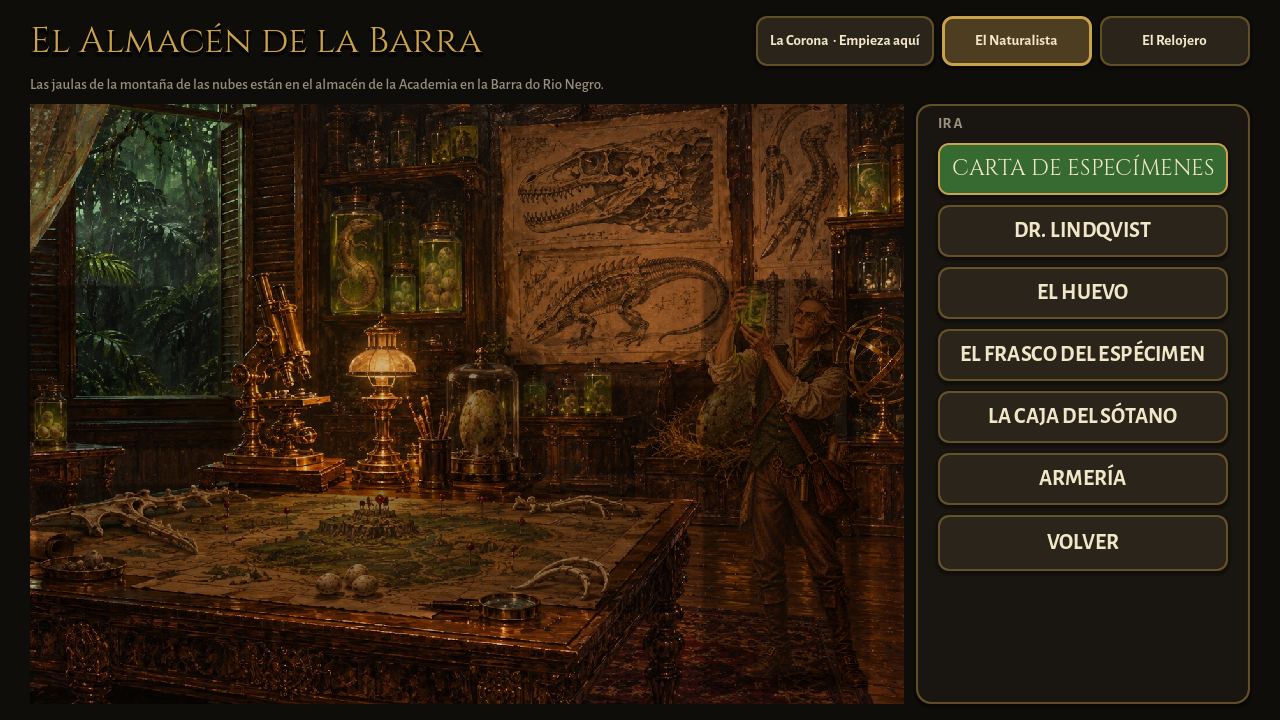 El Almacén de la Barra
La Corona · Empieza aquí
El Naturalista
El Relojero
Las jaulas de la montaña de las nubes están en el almacén de la Academia en la Barra do Rio Negro.
IR A
CARTA DE ESPECÍMENES
DR. LINDQVIST
EL HUEVO
EL FRASCO DEL ESPÉCIMEN
LA CAJA DEL SÓTANO
ARMERÍA
VOLVER